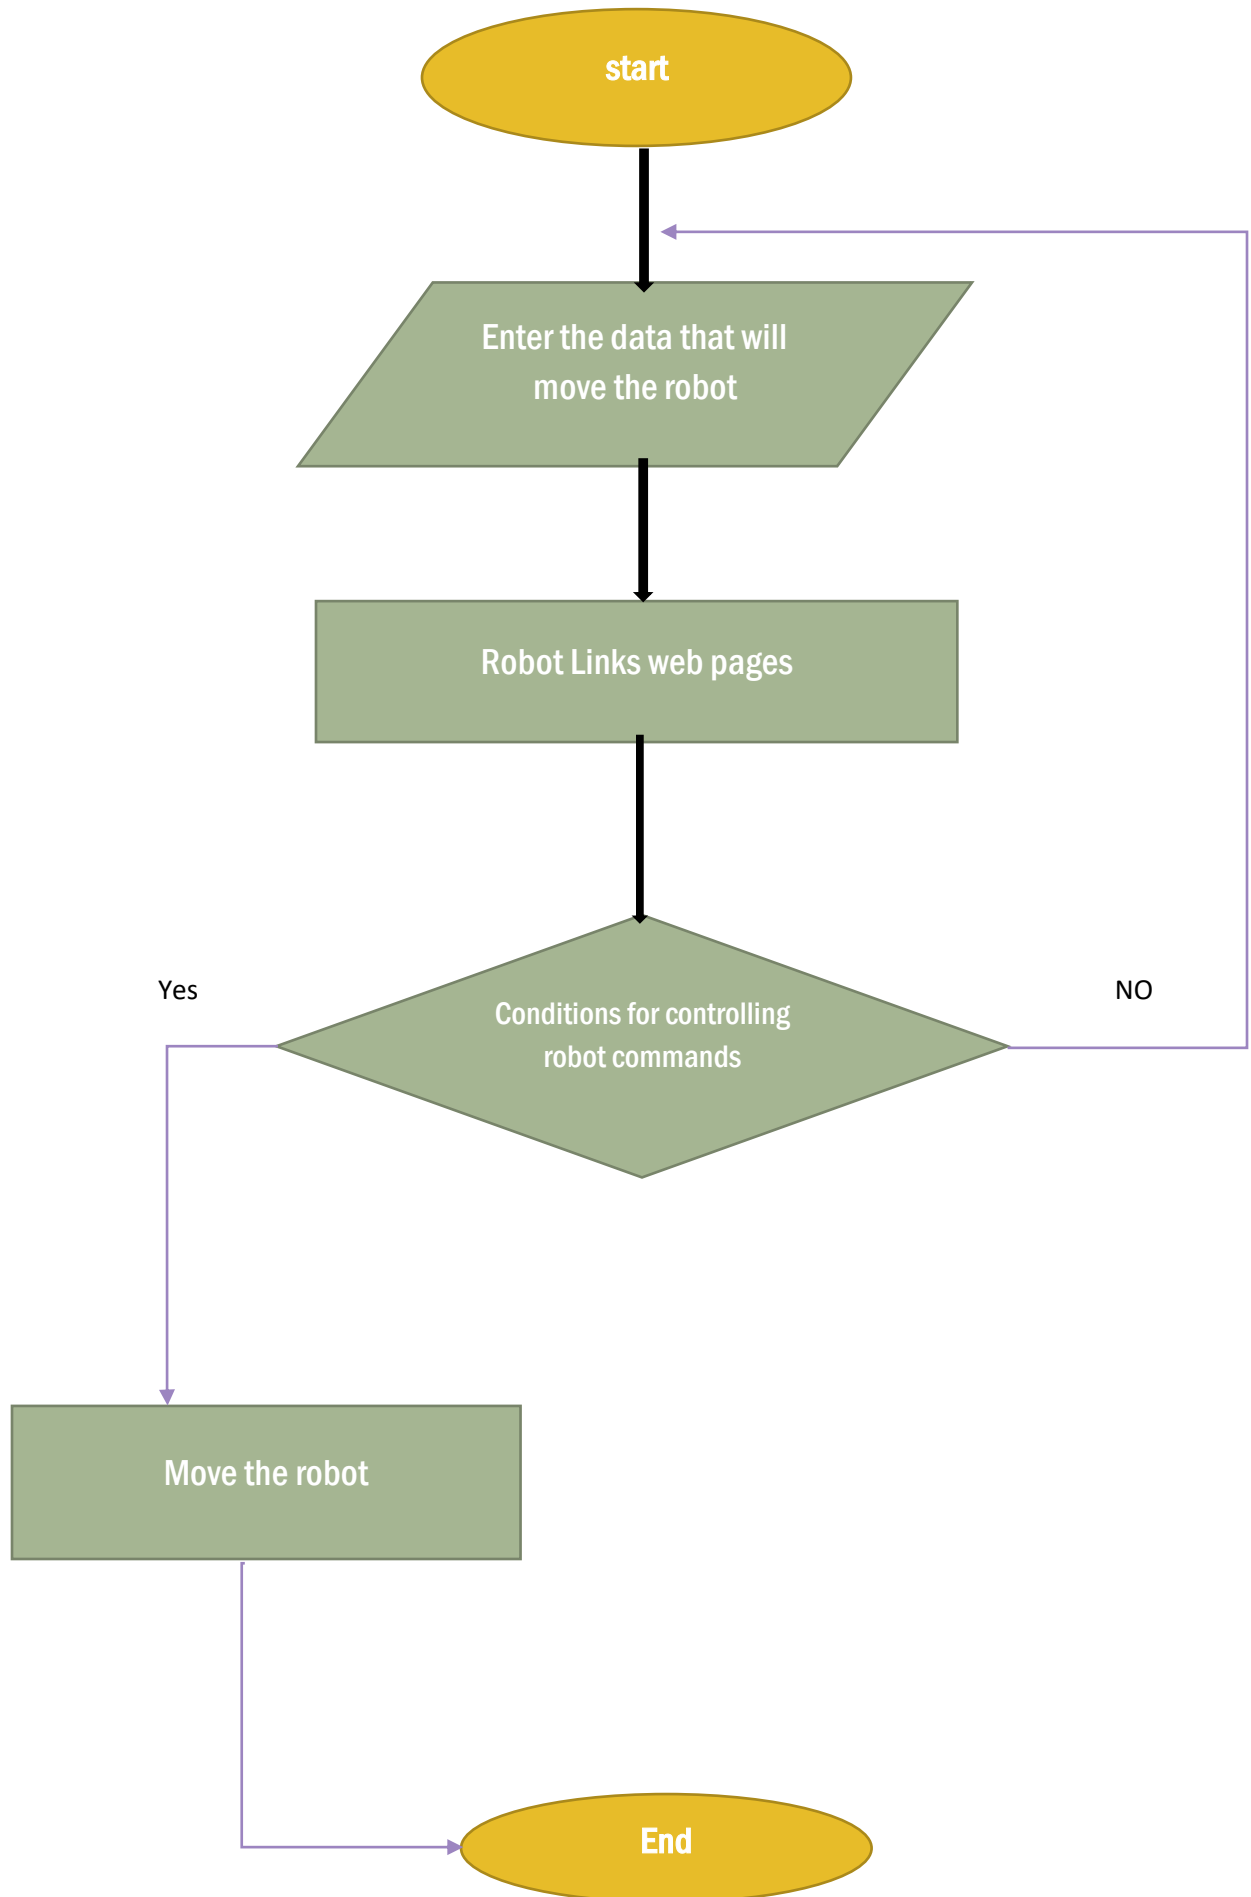 start
Enter the data that will
move the robot
Robot Links web pages
Yes
NO
Conditions for controlling
robot commands
Move the robot
End